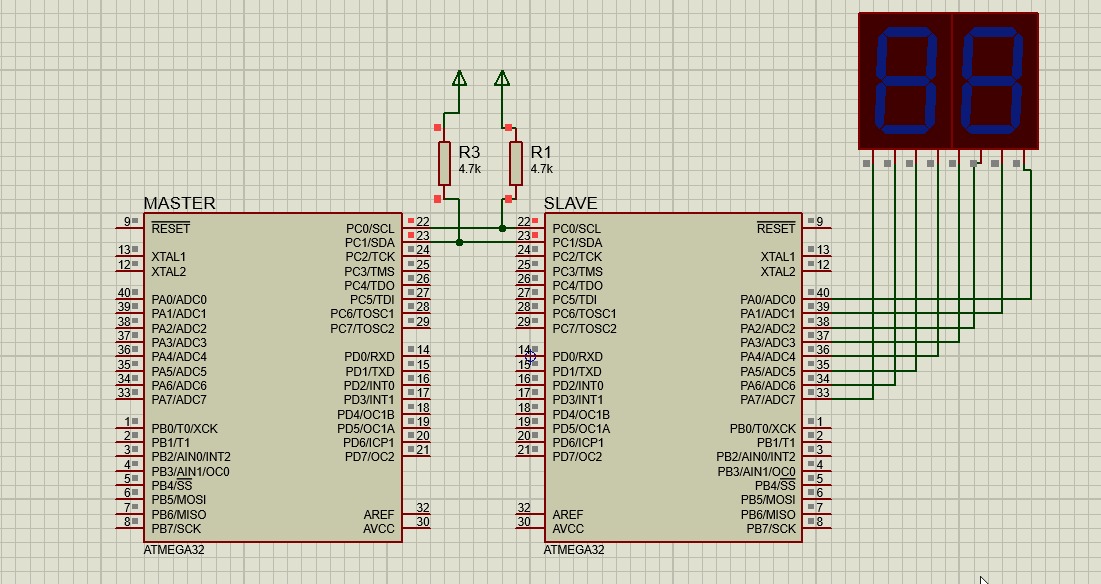 88
R3
4.7k
R1
4.7k
MASTER
9 RESET
13 XTAL1
12 XTAL2
40 PA0/ADC0
39 PA1/ADC1
38 PA2/ADC2
37 PA3/ADC3
36 PA4/ADC4
35 PA5/ADC5
34 PA6/ADC6
33 PA7/ADC7
1 PB0/T0/XCK
2 PB1/T1
3 PB2/AIN0/INT2
4 PB3/AIN1/OC0
5 PB4/SS
6 PB5/MOSI
7 PB6/MISO
8 PB7/SCK
PC0/SCL 22
PC1/SDA 23
PC2/TCK 24
PC3/TMS 25
PC4/TDO 26
PC5/TDI 27
PC6/TOSC1 28
PC7/TOSC2 29
PD0/RXD 14
PD1/TXD 15
PD2/INT0 16
PD3/INT1 17
PD4/OC1B 18
PD5/OC1A 19
PD6/ICP1 20
PD7/OC2 21
AREF 32
AVCC 30
ATMEGA32
SLAVE
22 PC0/SCL
23 PC1/SDA
24 PC2/TCK
25 PC3/TMS
26 PC4/TDO
27 PC5/TDI
28 PC6/TOSC1
29 PC7/TOSC2
14 PD0/RXD
15 PD1/TXD
16 PD2/INT0
17 PD3/INT1
18 PD4/OC1B
19 PD5/OC1A
20 PD6/ICP1
21 PD7/OC2
32 AREF
30 AVCC
RESET 9
XTAL1 13
XTAL2 12
PA0/ADC0 40
PA1/ADC1 39
PA2/ADC2 38
PA3/ADC3 37
PA4/ADC4 36
PA5/ADC5 35
PA6/ADC6 34
PA7/ADC7 33
PB0/T0/XCK 1
PB1/T1 2
PB2/AIN0/INT2 3
PB3/AIN1/OC0 4
PB4/SS 5
PB5/MOSI 6
PB6/MISO 7
PB7/SCK 8
ATMEGA32